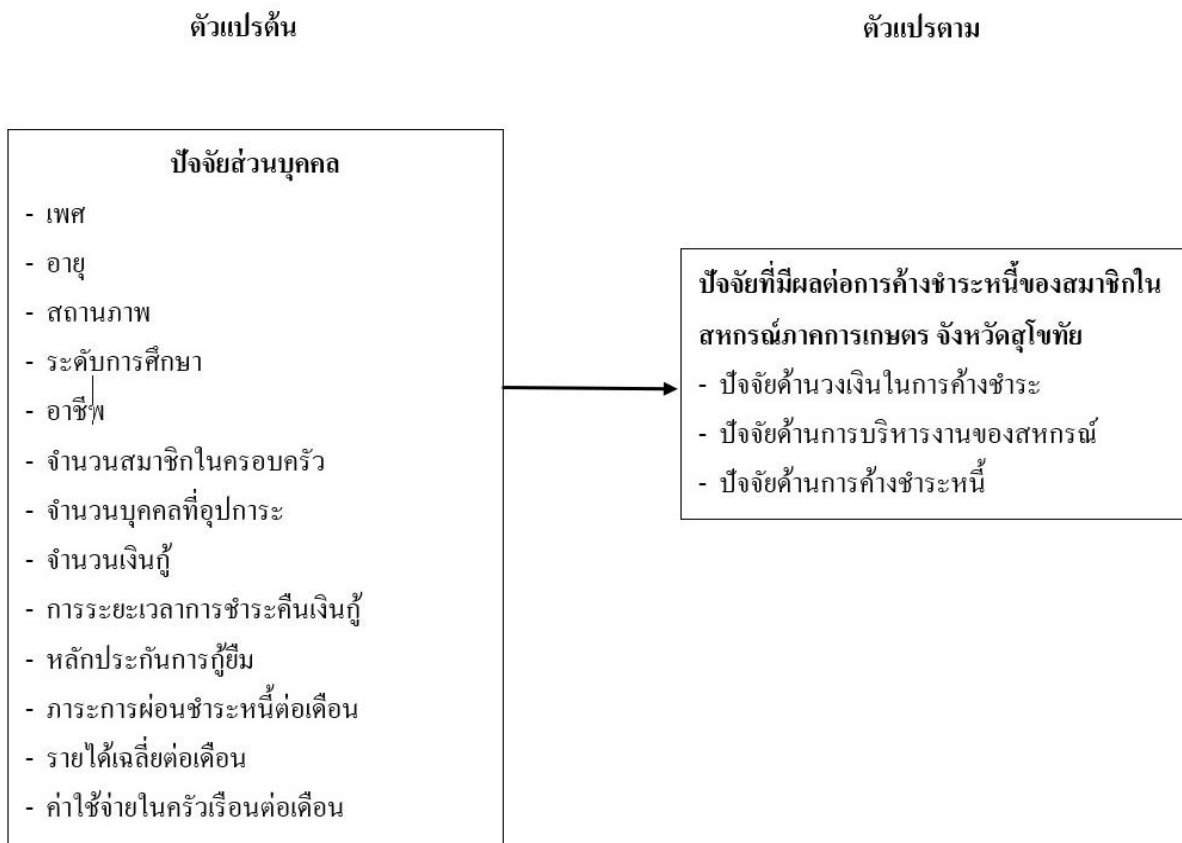 ตัวแปรต้น
ตัวแปรตาม
ปัจจัยส่วนบุคคล
- เพศ
- อายุ
- สถานภาพ
- ระดับการศึกษา
- อาชีพ
- จำนวนสมาชิกในครอบครัว
- จำนวนบุคคลที่อุปการะ
- จำนวนเงินกู้
- การระยะเวลาการชำระคืนเงินกู้
- หลักประกันการกู้ยืม
- ภาระการผ่อนชำระหนี้ต่อเดือน
- รายได้เฉลี่ยต่อเดือน
- ค่าใช้จ่ายในครัวเรือนต่อเดือน
ปัจจัยที่มีผลต่อการค้างชำระหนี้ของสมาชิกใน
สหกรณ์ภาคการเกษตร จังหวัดสุโขทัย
- ปัจจัยด้านวงเงินในการค้างชำระ
- ปัจจัยด้านการบริหารงานของสหกรณ์
- ปัจจัยด้านการค้างชำระหนี้